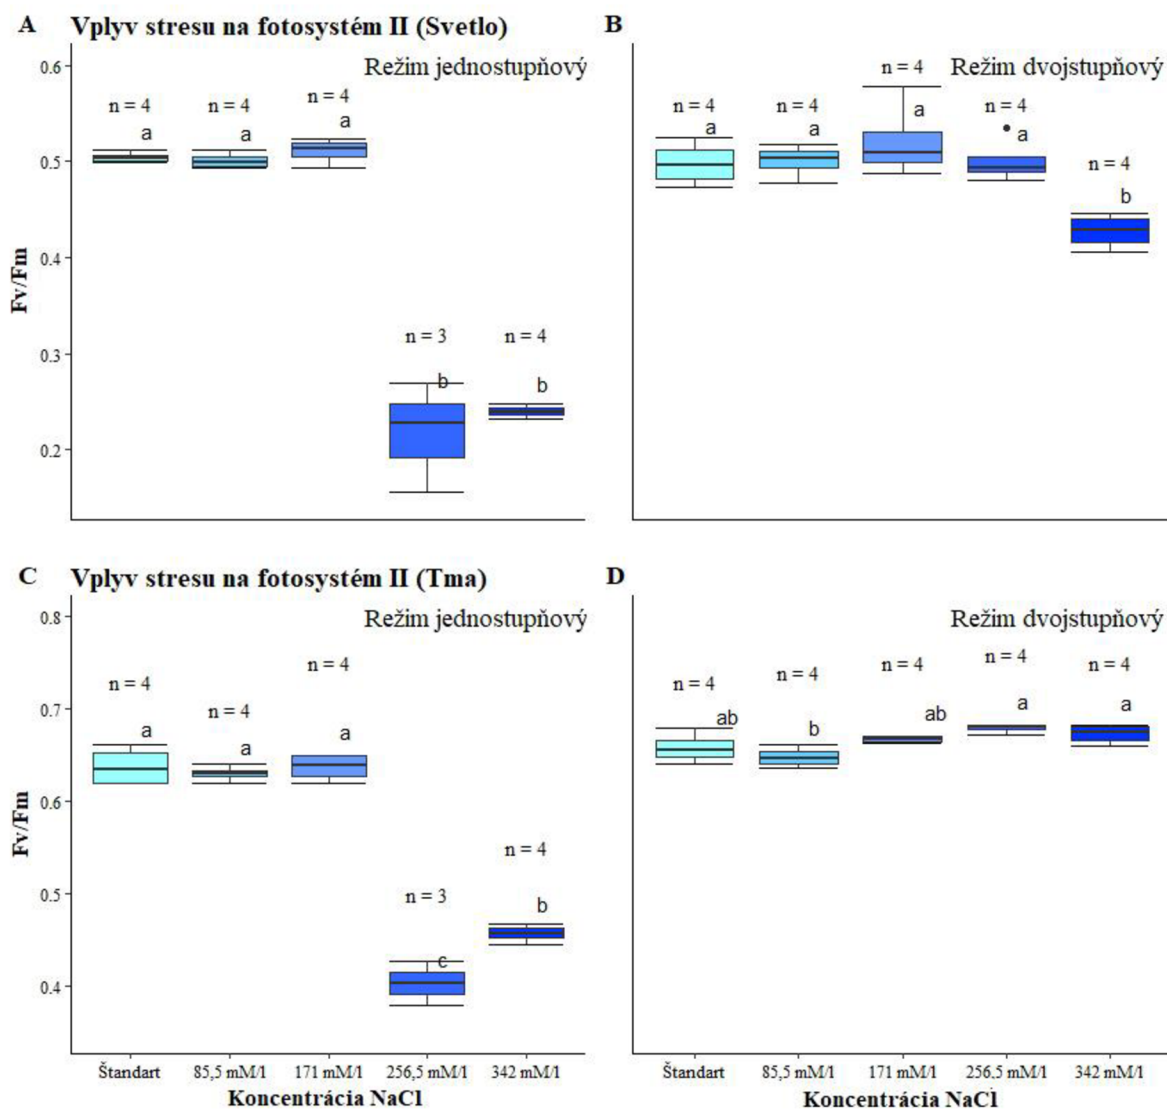 A Vplyv stresu na fotosystém II (Svetlo)
B
Režim jednostupňový
Režim dvojstupňový
Fv/Fm
0.6
0.5
0.4
0.3
0.2
n = 4
n = 4
n = 4
n = 3
n = 4
a
a
a
b
b
n = 4
n = 4
n = 4
n = 4
n = 4
a
a
a
a
b
C Vplyv stresu na fotosystém II (Tma)
D
Režim jednostupňový
Režim dvojstupňový
Fv/Fm
0.8
0.7
0.6
0.5
0.4
n = 4
n = 4
n = 4
n = 3
n = 4
a
a
a
c
b
n = 4
n = 4
n = 4
n = 4
n = 4
ab
b
ab
a
a
Štandart 85,5 mM/l 171 mM/l 256,5 mM/l 342 mM/l
Štandart 85,5 mM/l 171 mM/l 256,5 mM/l 342 mM/l
Koncentrácia NaCl
Koncentrácia NaCl